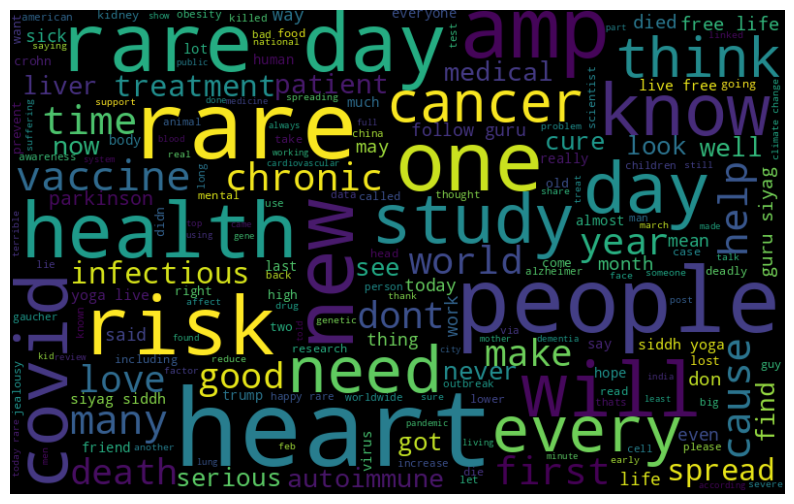 rare day
amp
think
rare
cancer
know
one
day
health
study
new
people
risk
covid
need
heart
will
every
first
spread
vaccine
chronic
infectious
treatment
patient
medical
time
now
liver
sick
kidney
obesity
killed
way
everyone
died
free life
american
show
want
bad food
national
part
linked
lot
human
test
saying
crohn
public
live free
going
support
done
medicine
spreading
much
scientist
prevent
suffering
body
animal
follow guru
cure
look
well
awareness
always
full
china
problem
may
really
children
still
climate change
real
blood
working
take
system
cardiovascular
parkinson
mental
data
called
thought
share
treat
old
man
made
help
guru siyag
long
didn
use
almost
year
mean
terrible
top
time
using
gene
told
head
march
case
talk
lie
last
back
person
see
world
come
month
deadly
alzheimer
face
someone
yoga live
right
high
today
thank
work
post
gaucher
known
affect
drug
dont
genetic
via
said
found
two
thing
say
siddh yoga
kid
review
including
reduce
research
mother
dementia
make
lost
guy
love
factor
city
never
don
cause
find
jealousy
good
outbreak
hope
siyag siddh
trump
happy rare
worldwide
lower
sure
read
thats
india
least
big
many
friend
another
virus
pandemic
got
even
please
today rare
men
death
lung
feb
increase
living
cell
early
minute
according
severe
serious
autoimmune
let
die
life